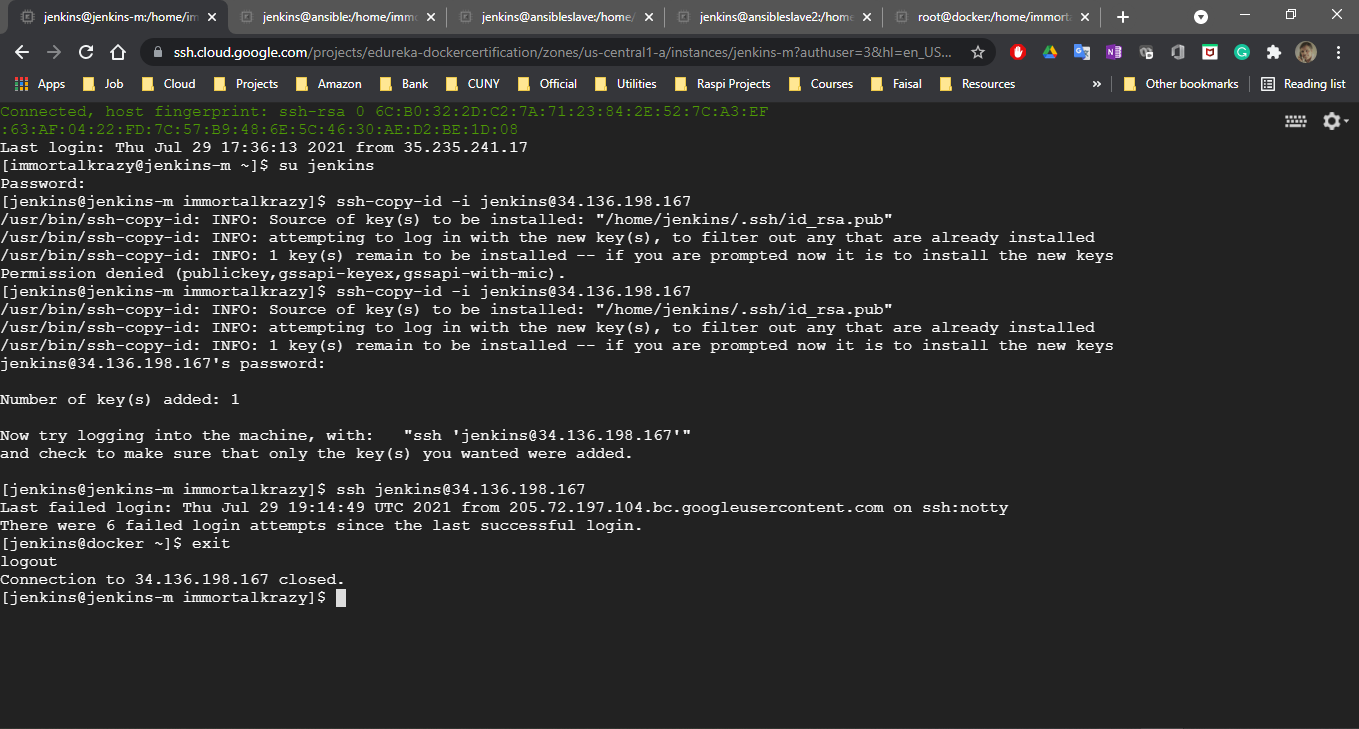 jenkins@jenkins-m:/home/im
jenkins@ansible:/home/immo
jenkins@ansibleslave:/home/
jenkins@ansibleslave2:/home
root@docker:/home/immorta
ssh.cloud.google.com/projects/edureka-dockercertification/zones/us-central1-a/instances/jenkins-m?authuser=3&hl=en_US...
Apps Job Cloud Projects Amazon Bank CUNY Official Utilities Raspi Projects Courses Faisal Resources » Other bookmarks Reading list
Connected, host fingerprint: ssh-rsa 0 6C:B0:32:2D:C2:7A:71:23:84:2E:52:7C:A3:EF
:63:AF:04:22:FD:7C:57:B9:48:6E:5C:46:30:AE:D2:BE:1D:08
Last login: Thu Jul 29 17:36:13 2021 from 35.235.241.17
[immortalkrazy@jenkins-m ~]$ su jenkins
Password:
[jenkins@jenkins-m immortalkrazy]$ ssh-copy-id -i jenkins@34.136.198.167
/usr/bin/ssh-copy-id: INFO: Source of key(s) to be installed: "/home/jenkins/.ssh/id_rsa.pub"
/usr/bin/ssh-copy-id: INFO: attempting to log in with the new key(s), to filter out any that are already installed
/usr/bin/ssh-copy-id: INFO: 1 key(s) remain to be installed -- if you are prompted now it is to install the new keys
Permission denied (publickey,gssapi-keyex,gssapi-with-mic).
[jenkins@jenkins-m immortalkrazy]$ ssh-copy-id -i jenkins@34.136.198.167
/usr/bin/ssh-copy-id: INFO: Source of key(s) to be installed: "/home/jenkins/.ssh/id_rsa.pub"
/usr/bin/ssh-copy-id: INFO: attempting to log in with the new key(s), to filter out any that are already installed
/usr/bin/ssh-copy-id: INFO: 1 key(s) remain to be installed -- if you are prompted now it is to install the new keys
jenkins@34.136.198.167's password:
Number of key(s) added: 1
Now try logging into the machine, with:   "ssh 'jenkins@34.136.198.167'"
and check to make sure that only the key(s) you wanted were added.
[jenkins@jenkins-m immortalkrazy]$ ssh jenkins@34.136.198.167
Last failed login: Thu Jul 29 19:14:49 UTC 2021 from 205.72.197.104.bc.googleusercontent.com on ssh:notty
There were 6 failed login attempts since the last successful login.
[jenkins@docker ~]$ exit
logout
Connection to 34.136.198.167 closed.
[jenkins@jenkins-m immortalkrazy]$